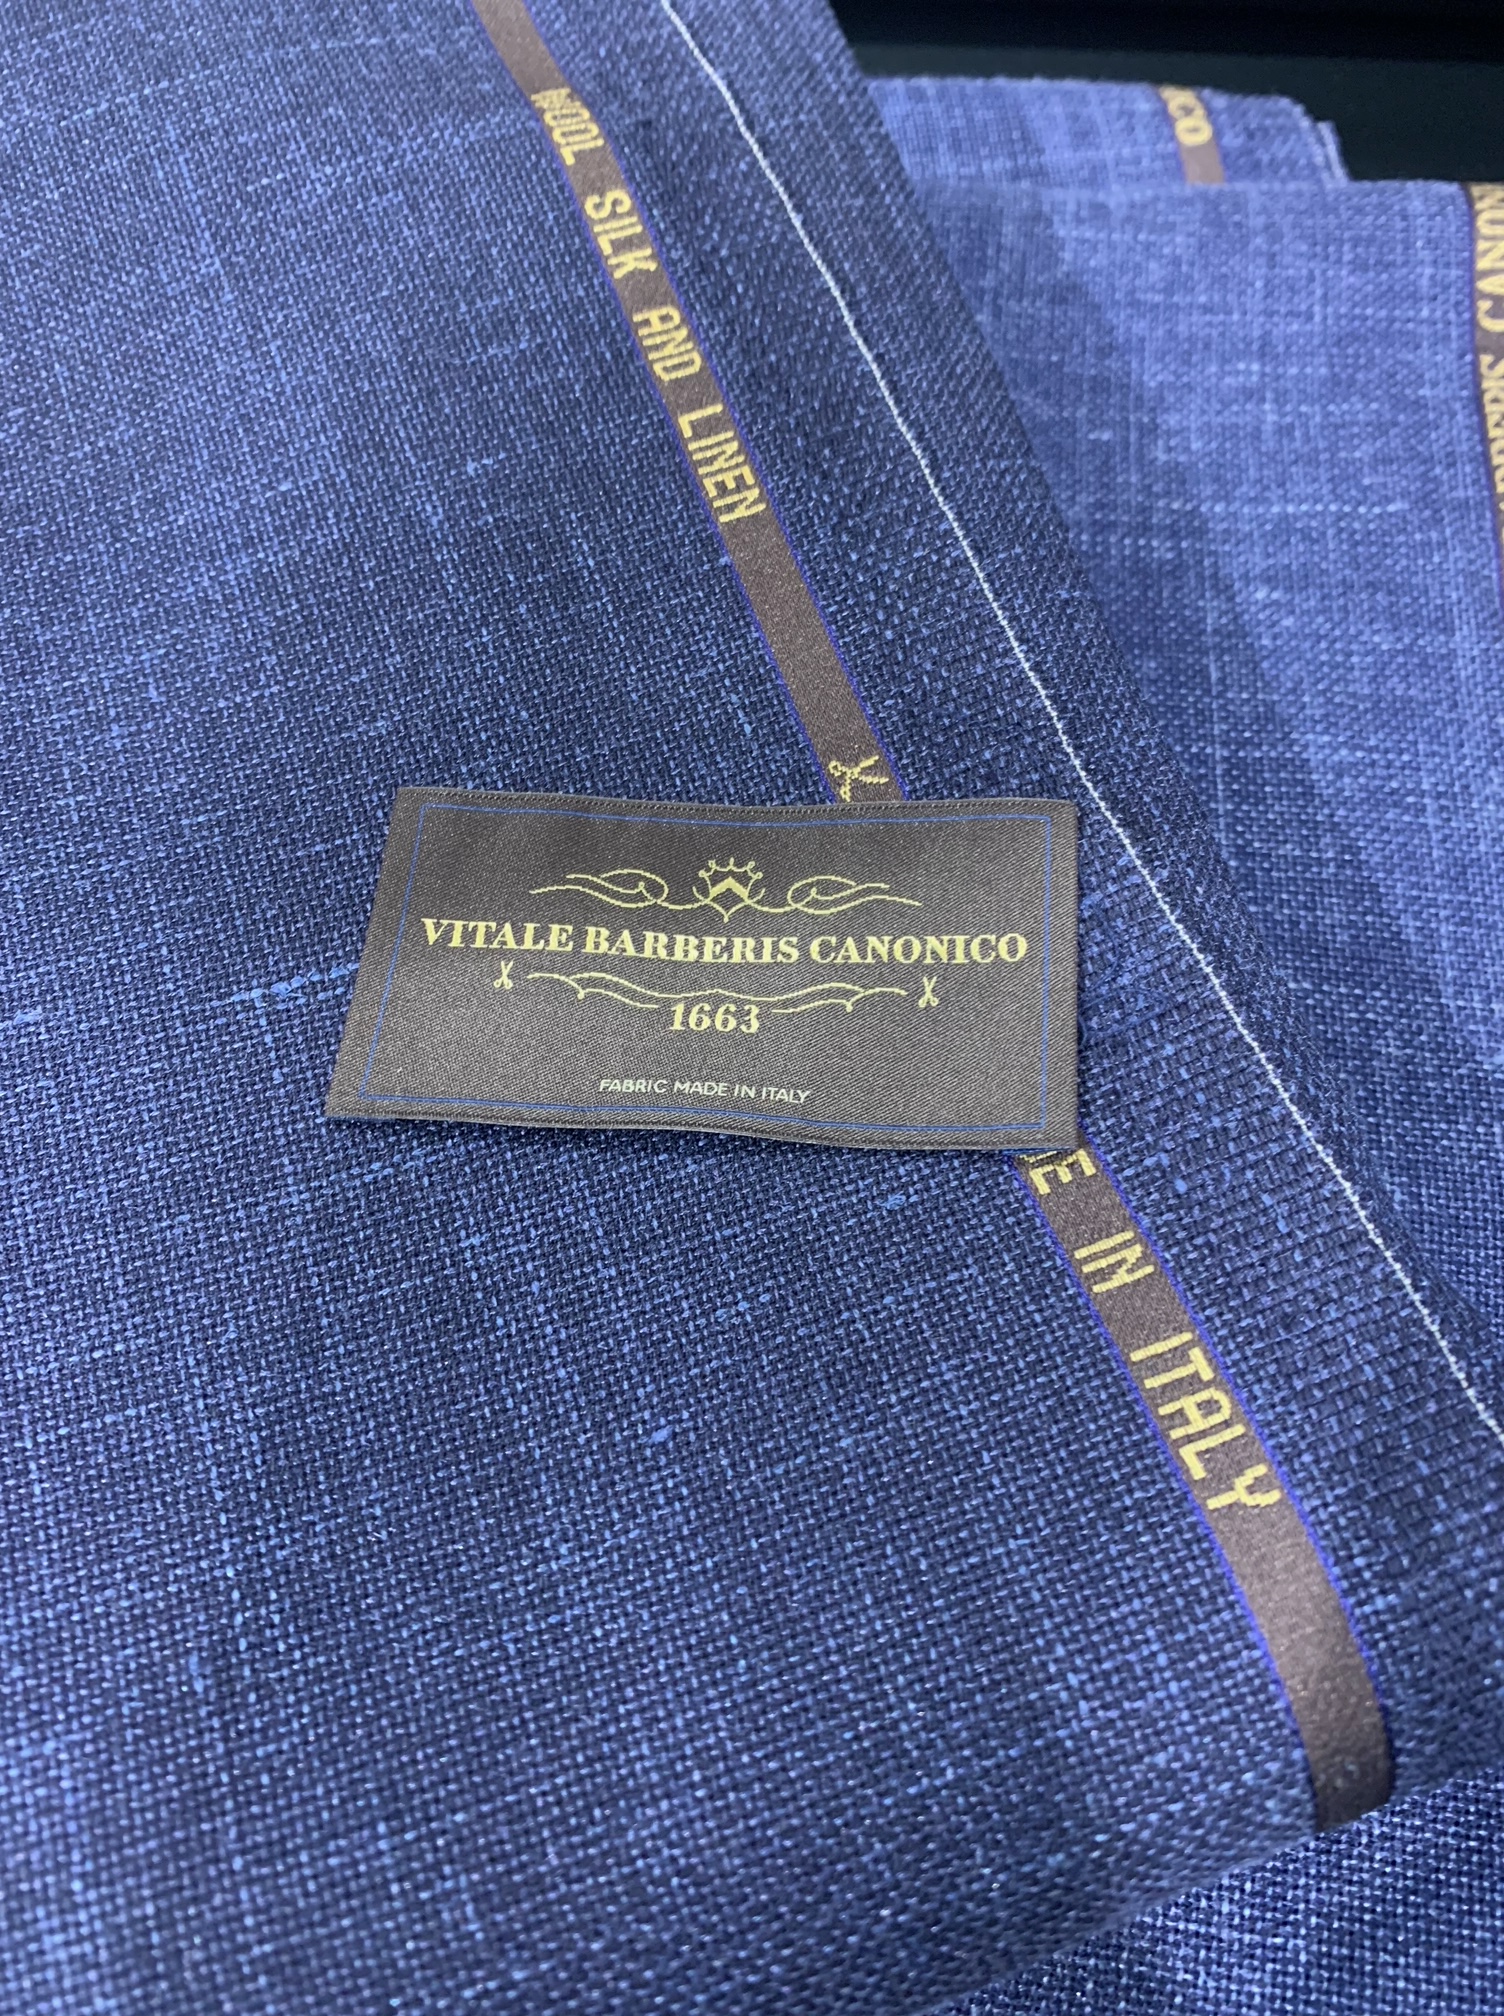 WOOL SILK AND LINEN
VITALE BARBERIS CANONICO
1663
FABRIC MADE IN ITALY
IN ITALY